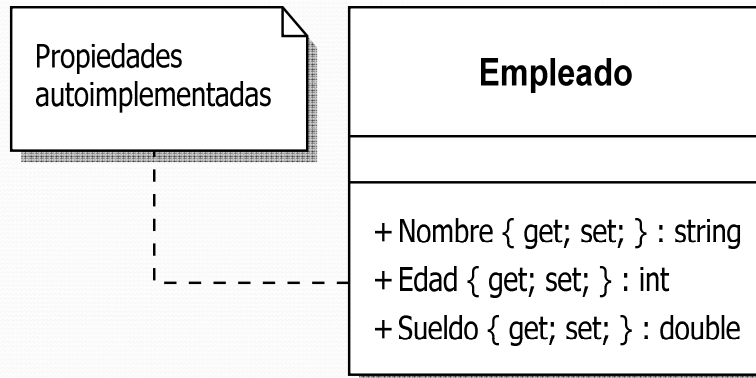 Propiedades
autoimplementadas
Empleado
+ Nombre { get; set; } : string
+ Edad { get; set; } : int
+ Sueldo { get; set; } : double